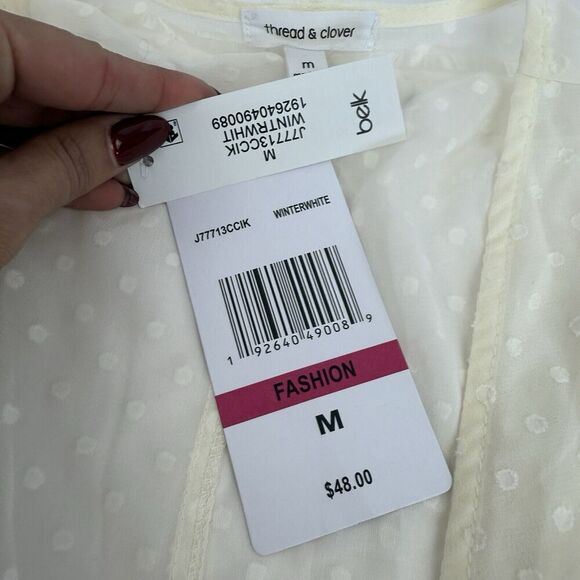 thread & clover
m
belk
M
J77713CCIK
WINTRWHIT
192640490089
J77713CCIK WINTERWHITE
1 92640 49008 9
FASHION
M
$48.00